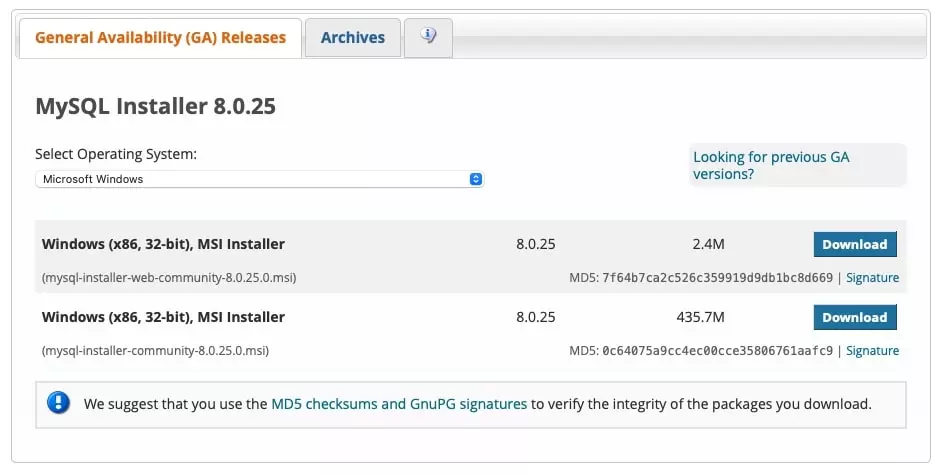 General Availability (GA) Releases
Archives
MySQL Installer 8.0.25
Select Operating System:
Microsoft Windows
Looking for previous GA
versions?
Windows (x86, 32-bit), MSI Installer 8.0.25 2.4M Download
(mysql-installer-web-community-8.0.25.0.msi) MD5: 7f64b7ca2c526c359919d9db1bc8d669 | Signature
Windows (x86, 32-bit), MSI Installer 8.0.25 435.7M Download
(mysql-installer-community-8.0.25.0.msi) MD5: 0c64075a9cc4ec00cce35806761aafc9 | Signature
We suggest that you use the MD5 checksums and GnuPG signatures to verify the integrity of the packages you download.